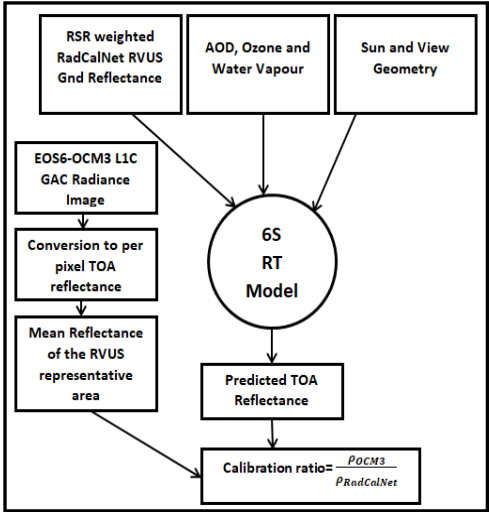 RSR weighted
RadCalNet RVUS
Gnd Reflectance
AOD, Ozone and
Water Vapour
Sun and View
Geometry
EOS6-OCM3 L1C
GAC Radiance
Image
Conversion to per
pixel TOA
reflectance
Mean Reflectance
of the RVUS
representative
area
6S
RT
Model
Predicted TOA
Reflectance
Calibration ratio= ρOCM3 / ρRadCalNet